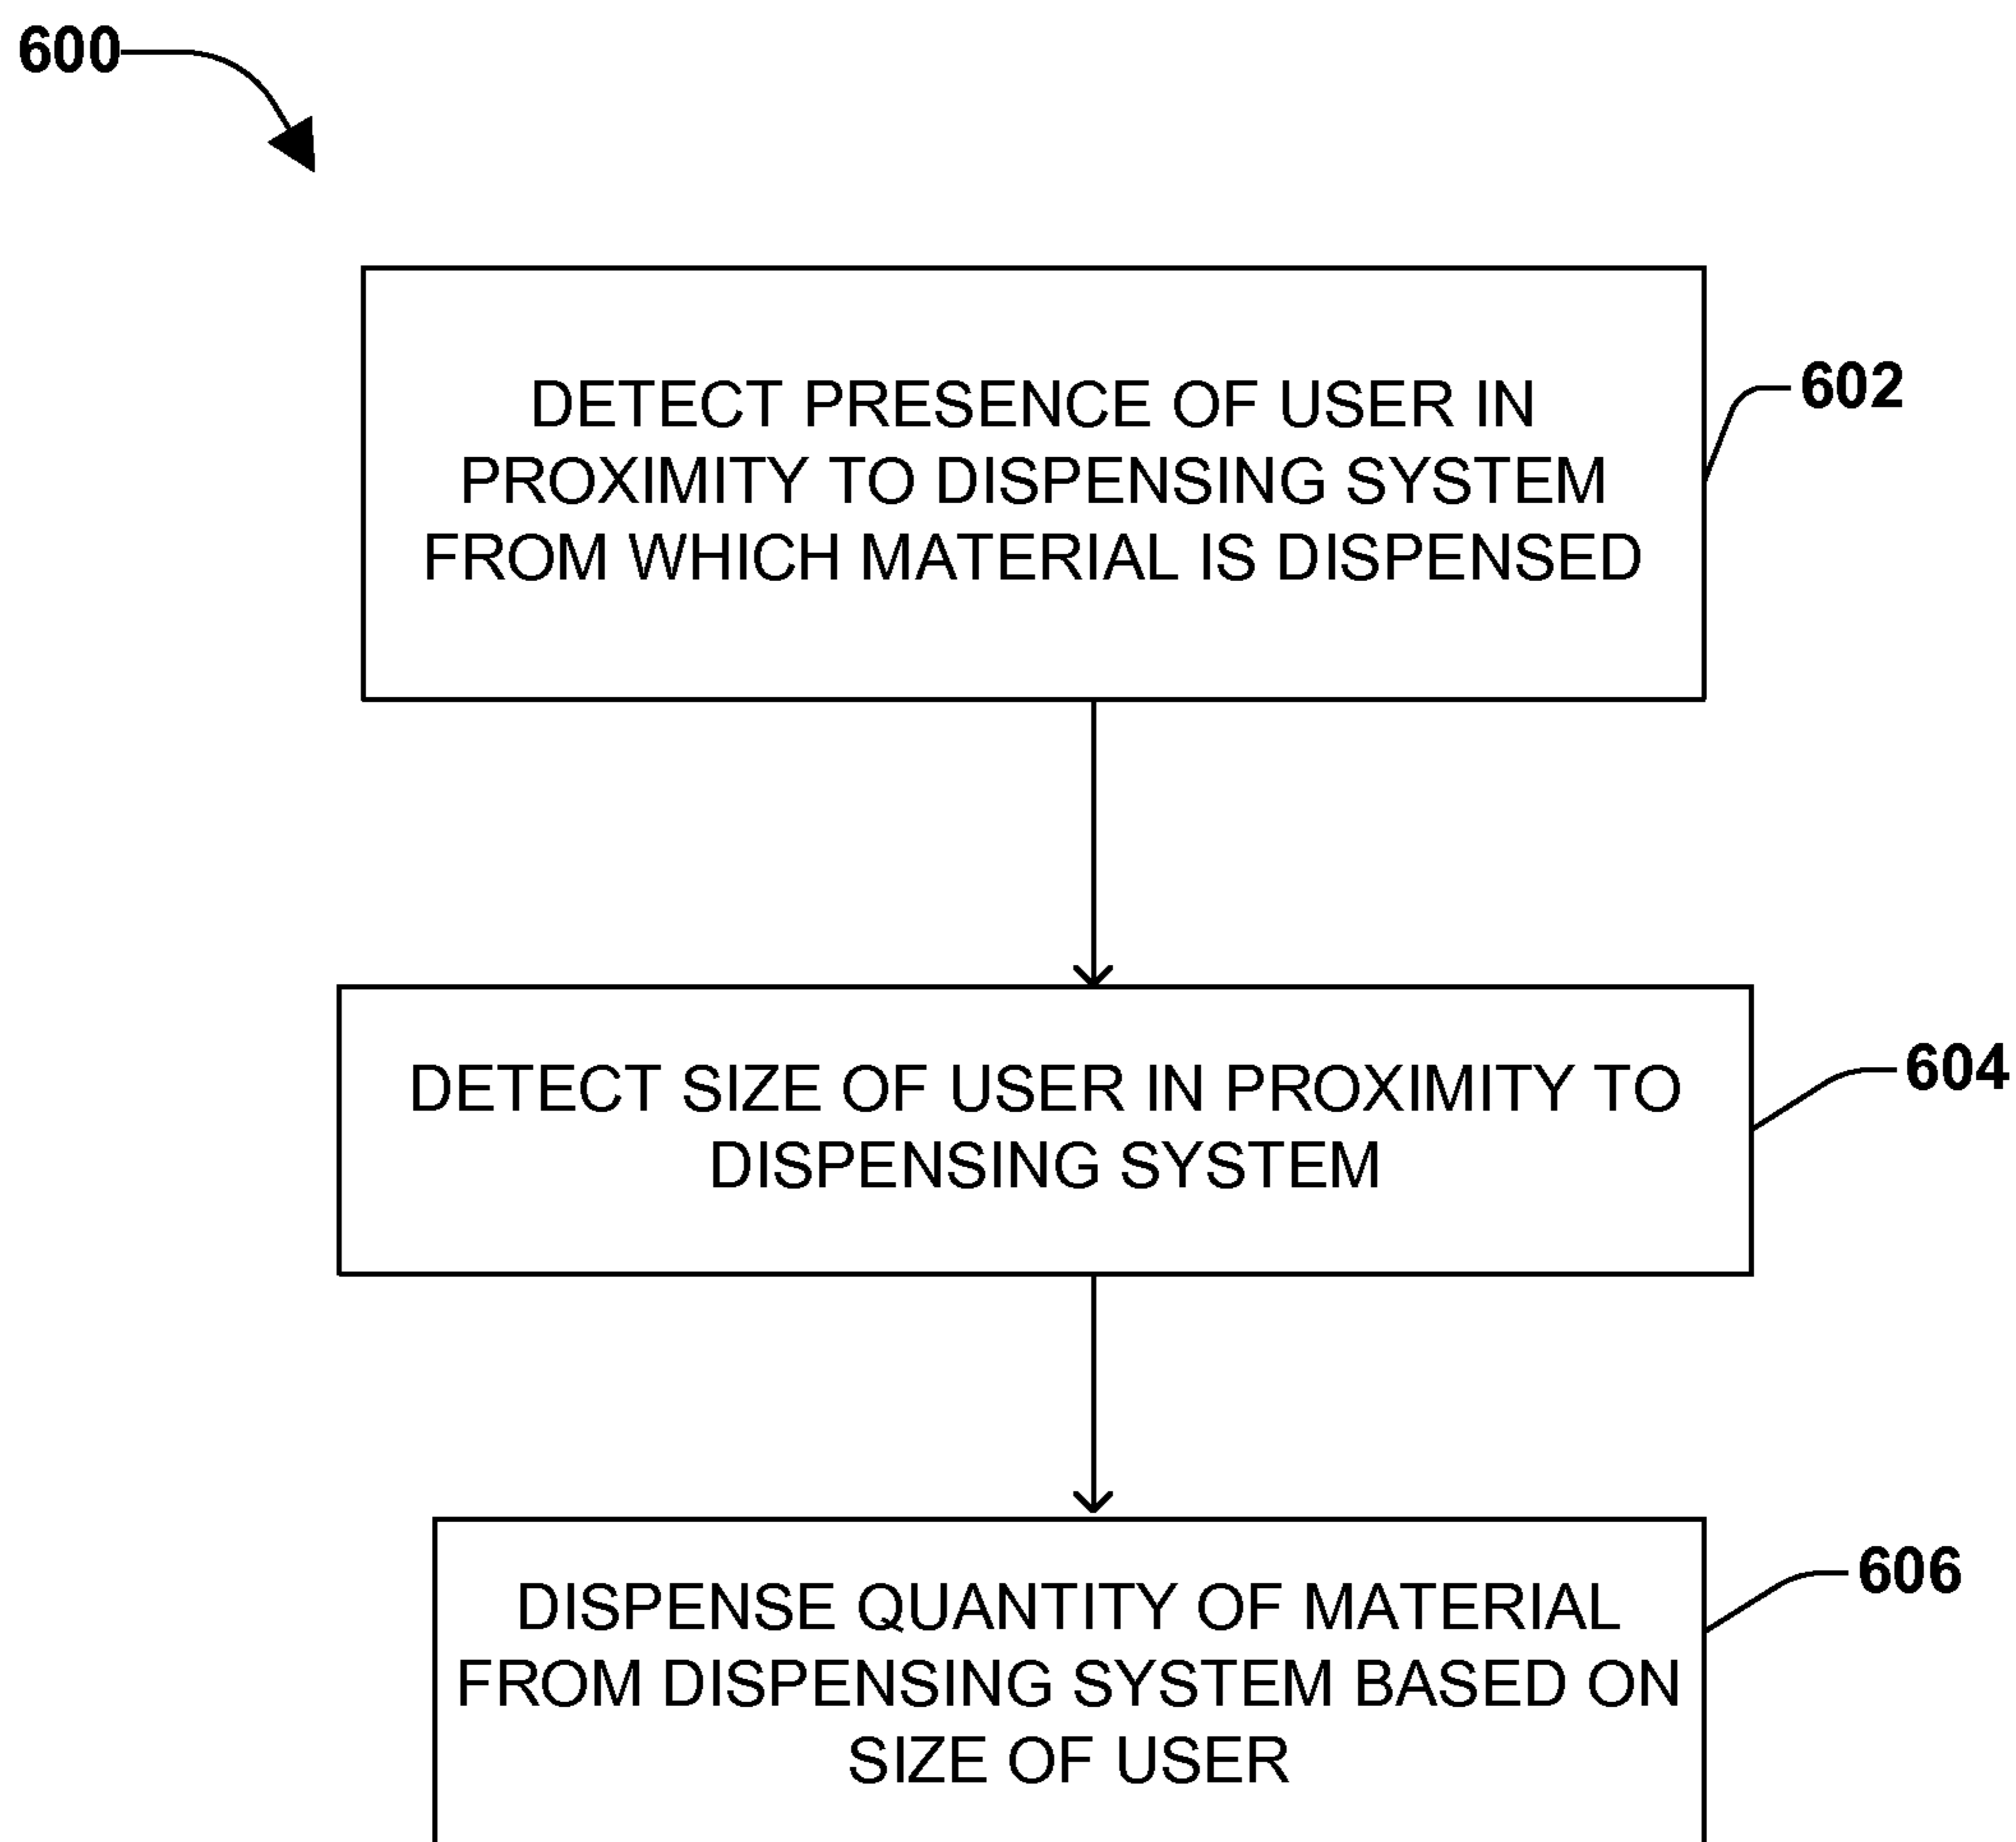 600
DETECT PRESENCE OF USER IN
PROXIMITY TO DISPENSING SYSTEM
FROM WHICH MATERIAL IS DISPENSED
602
DETECT SIZE OF USER IN PROXIMITY TO
DISPENSING SYSTEM
604
DISPENSE QUANTITY OF MATERIAL
FROM DISPENSING SYSTEM BASED ON
SIZE OF USER
606